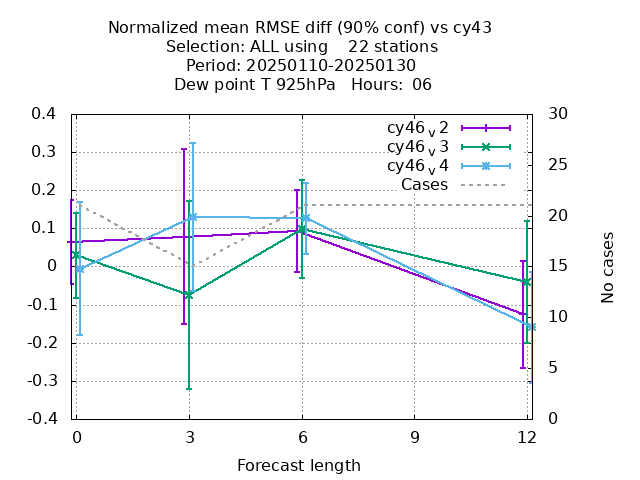 Normalized mean RMSE diff (90% conf) vs cy43
Selection: ALL using    22 stations
Period: 20250110-20250130
Dew point T 925hPa   Hours:  06
cy46_v2
cy46_v3
cy46_v4
Cases
0.4
0.3
0.2
0.1
0
-0.1
-0.2
-0.3
-0.4
30
25
20
15
10
5
0
No cases
0
3
6
9
12
Forecast length